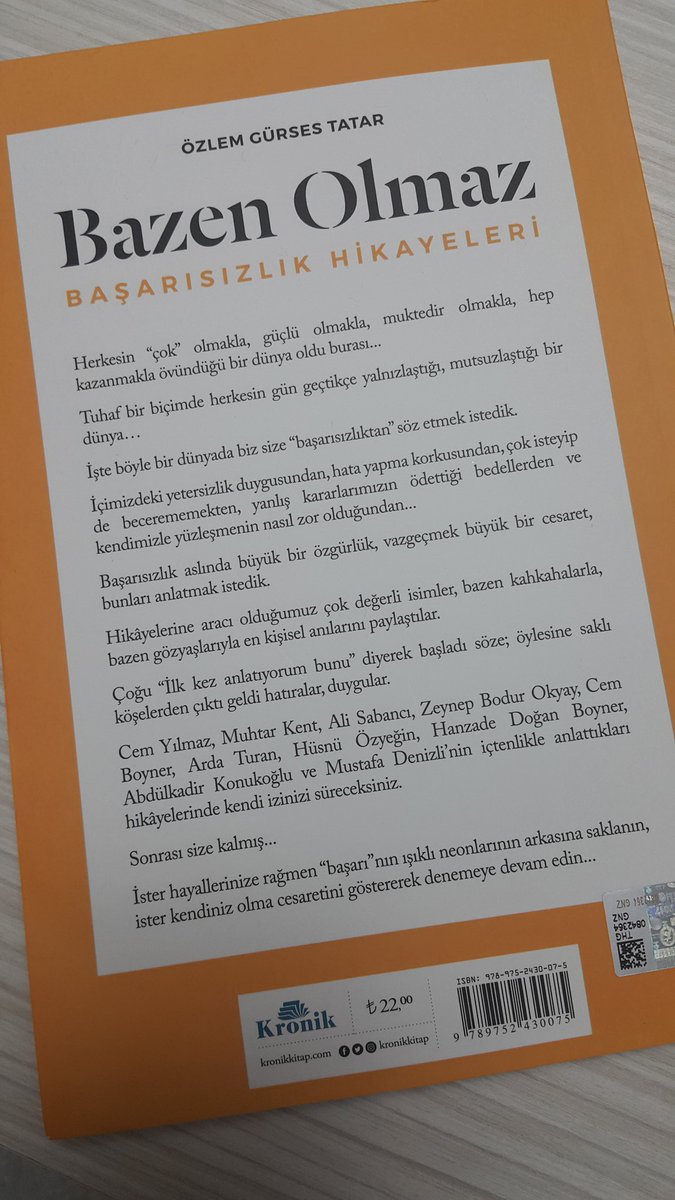 ÖZLEM GÜRSES TATAR
Bazen Olmaz
BAŞARISIZLIK HİKAYELERİ
Herkesin “çok” olmakla, güçlü olmakla, muktedir olmakla, hep
kazanmakla övündüğü bir dünya oldu burası...
Tuhaf bir biçimde herkesin gün geçtikçe yalnızlaştığı, mutsuzlaştığı bir
dünya…
İşte böyle bir dünyada biz size “başarısızlıktan” söz etmek istedik.
İçimizdeki yetersizlik duygusundan, hata yapma korkusundan, çok isteyip
de beceremememekten, yanlış kararlarımızın ödettiği bedellerden ve
kendimizle yüzleşmenin nasıl zor olduğundan...
Başarısızlık aslında büyük bir özgürlük, vazgeçmek büyük bir cesaret,
bunları anlatmak istedik.
Hikâyelerine aracı olduğumuz çok değerli isimler, bazen kahkahalarla,
bazen gözyaşlarıyla en kişisel anılarını paylaştılar.
Çoğu “İlk kez anlatıyorum bunu” diyerek başladı söze; öylesine saklı
köşelerden çıktı geldi hatıralar, duygular.
Cem Yılmaz, Muhtar Kent, Ali Sabancı, Zeynep Bodur Okyay, Cem
Boyner, Arda Turan, Hüsnü Özyeğin, Hanzade Doğan Boyner,
Abdülkadir Konukoğlu ve Mustafa Denizli’nin içtenlikle anlattıkları
hikâyelerinde kendi izinizi süreceksiniz.
Sonrası size kalmış...
İster hayallerinize rağmen “başarı”nın ışıklı neonlarının arkasına saklanın,
ister kendiniz olma cesaretini göstererek denemeye devam edin...
THG
0842364
GNZ
Kronik
₺ 22,00
kronikkitap.com
kronikkitap
ISBN: 978-975-2430-07-5
9 789752 430075